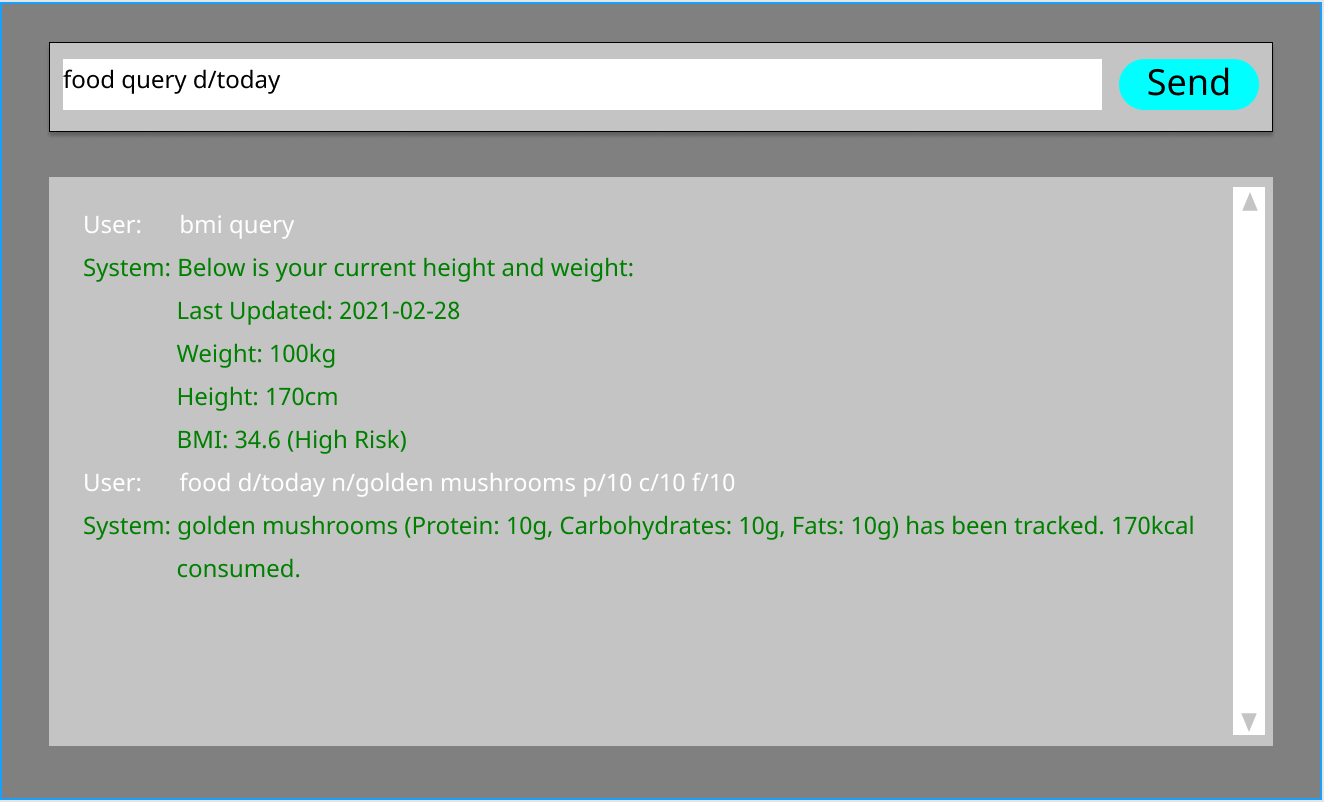 food query d/today
Send
User: bmi query
System: Below is your current height and weight:
Last Updated: 2021-02-28
Weight: 100kg
Height: 170cm
BMI: 34.6 (High Risk)
User: food d/today n/golden mushrooms p/10 c/10 f/10
System: golden mushrooms (Protein: 10g, Carbohydrates: 10g, Fats: 10g) has been tracked. 170kcal
consumed.